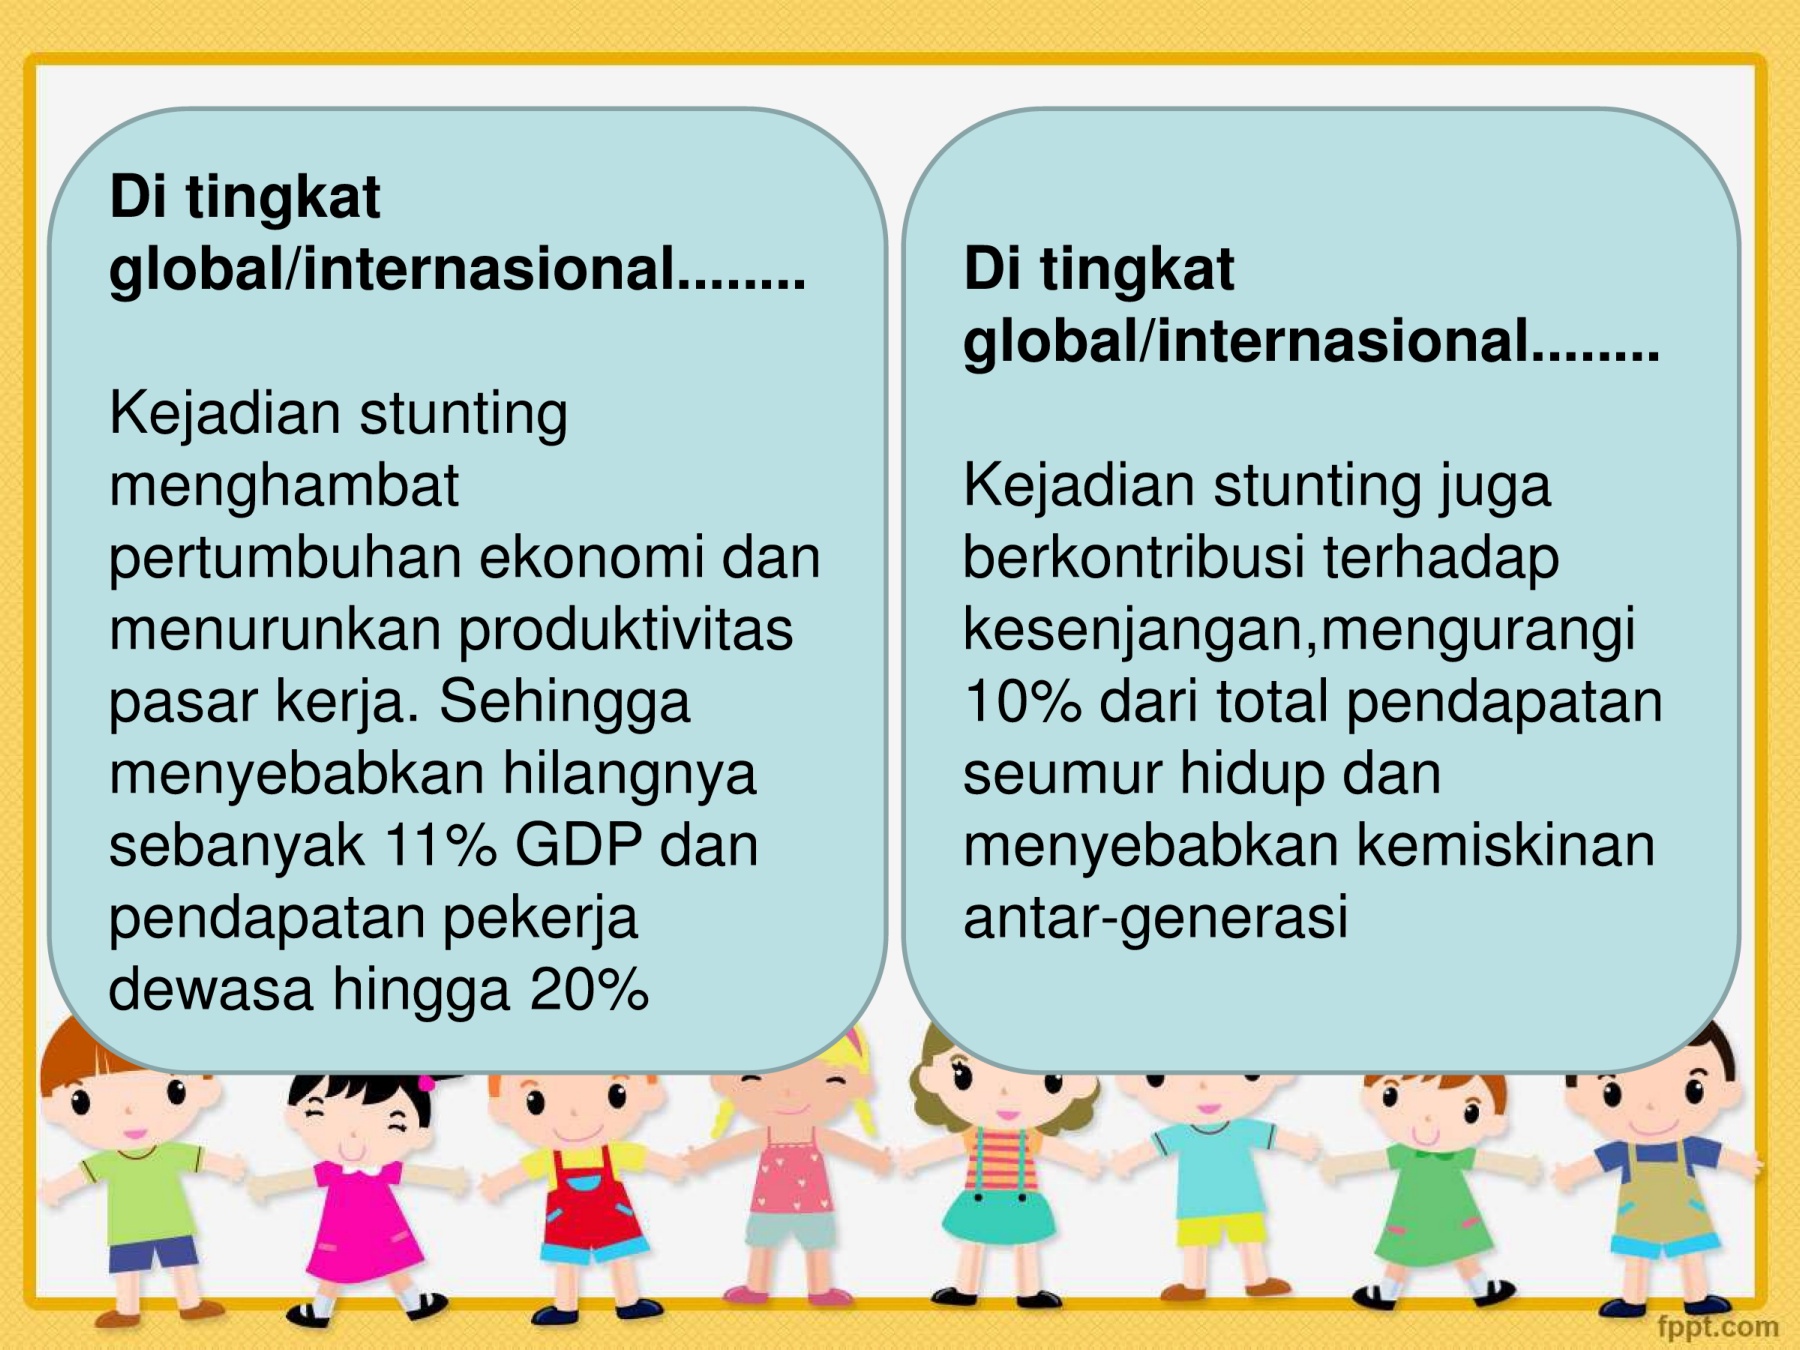 Di tingkat
global/internasional........
Kejadian stunting
menghambat
pertumbuhan ekonomi dan
menurunkan produktivitas
pasar kerja. Sehingga
menyebabkan hilangnya
sebanyak 11% GDP dan
pendapatan pekerja
dewasa hingga 20%
Di tingkat
global/internasional........
Kejadian stunting juga
berkontribusi terhadap
kesenjangan,mengurangi
10% dari total pendapatan
seumur hidup dan
menyebabkan kemiskinan
antar-generasi
fppt.com